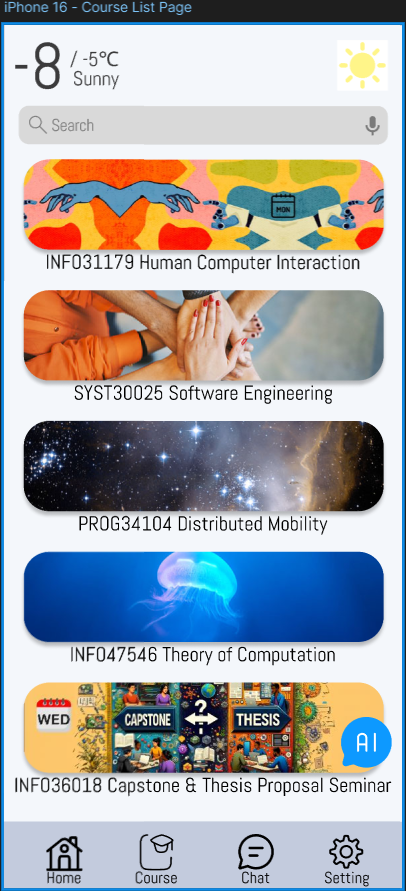 iPhone 16 - Course List Page
-8 / -5°C
Sunny
Search
MON
INFO31179 Human Computer Interaction
SYST30025 Software Engineering
PROG34104 Distributed Mobility
INFO47546 Theory of Computation
WED
CAPSTONE
THESIS
AI
INFO36018 Capstone & Thesis Proposal Seminar
Home
Course
Chat
Setting